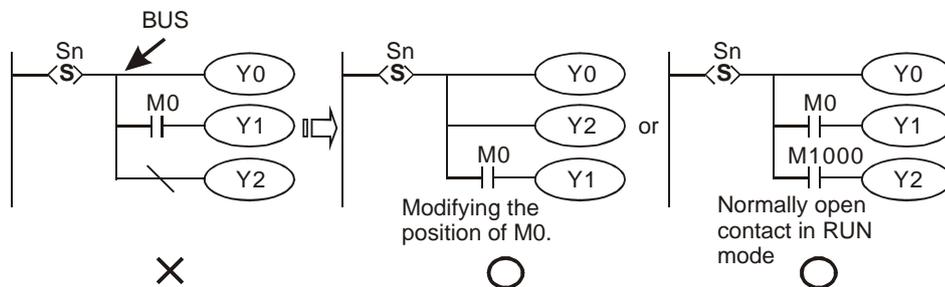 BUS
Sn
S
Y0
M0
Y1
Y2
Sn
S
Y0
Y2
M0
Y1
Modifying the
position of M0.
or
Sn
S
Y0
M0
Y1
M1000
Y2
Normally open
contact in RUN
mode